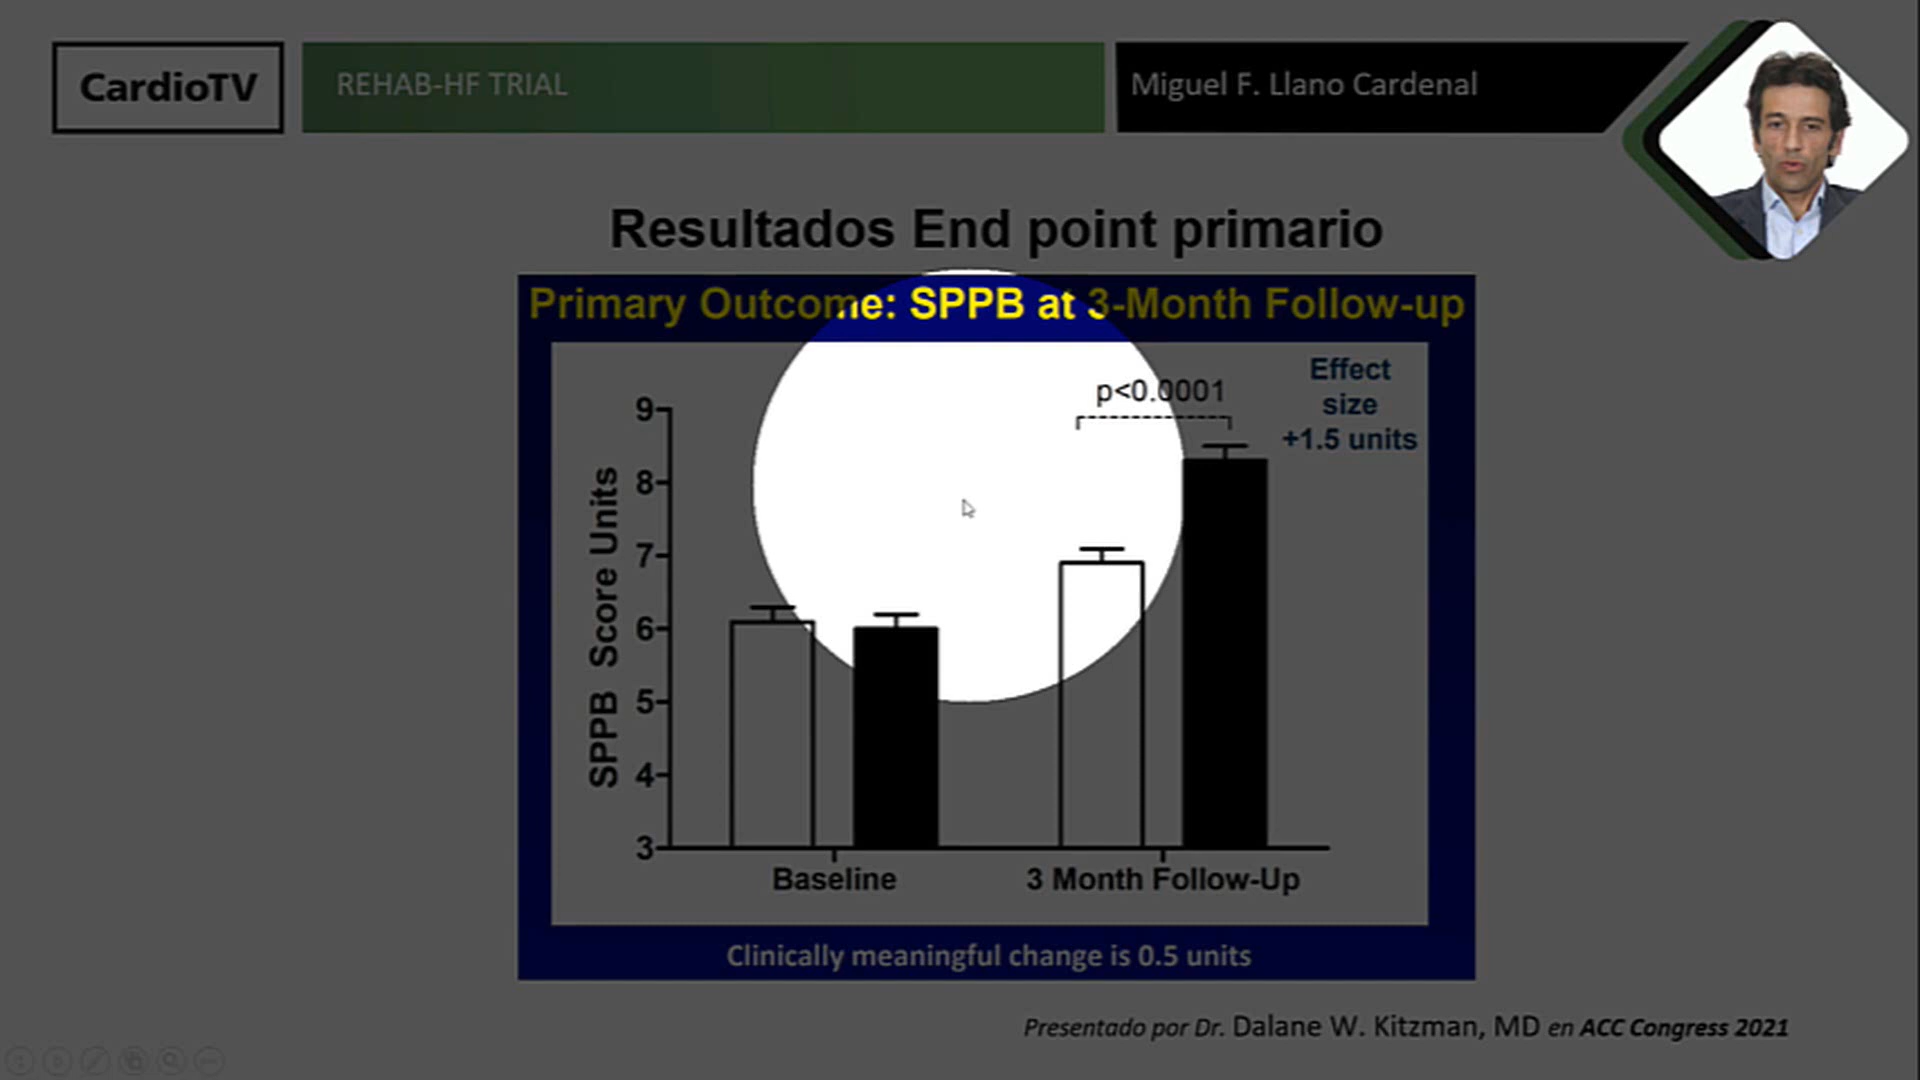 CardioTV
REHAB-HF TRIAL
Miguel F. Llano Cardenal
Resultados End point primario
Primary Outcome: SPPB at 3-Month Follow-up
Effect
size
+1.5 units
p<0.0001
SPPB Score Units
9
8
7
6
5
4
3
Baseline
3 Month Follow-Up
Clinically meaningful change is 0.5 units
Presentado por Dr. Dalane W. Kitzman, MD en ACC Congress 2021